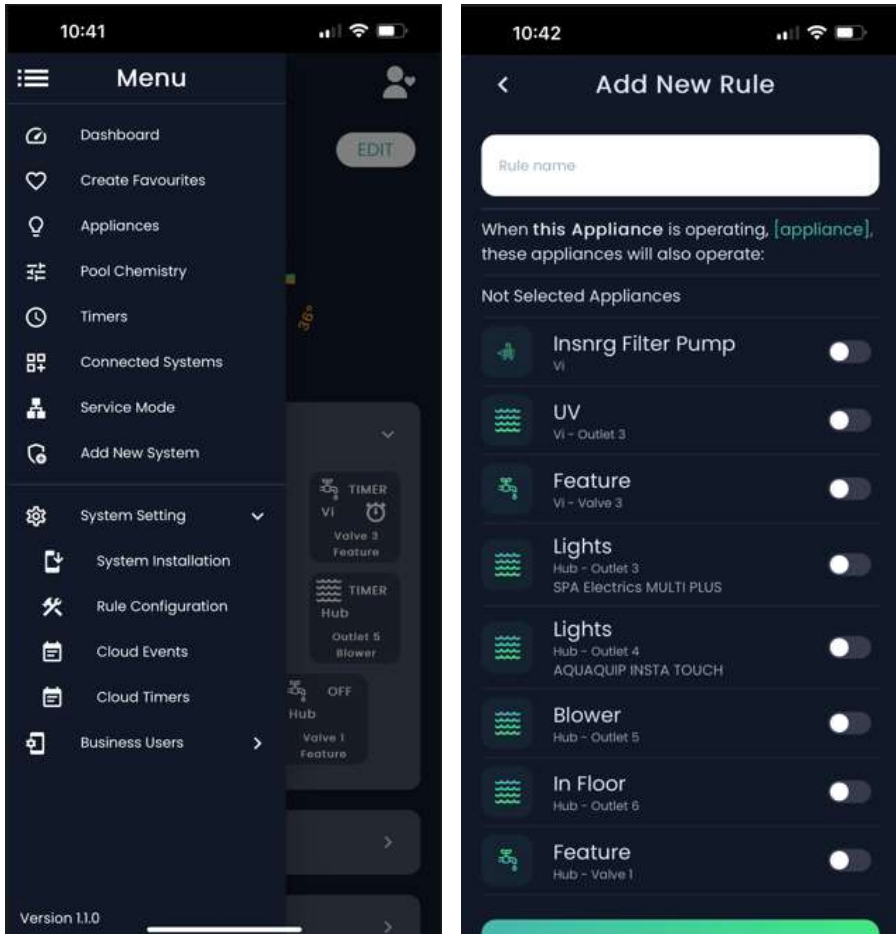 10:41
Menu
Dashboard
EDIT
Create Favourites
Appliances
Pool Chemistry
Timers
36°
Connected Systems
Service Mode
Add New System
TIMER
Vi
Valve 3
Feature
System Setting
System Installation
TIMER
Hub
Outlet 5
Blower
Rule Configuration
Cloud Events
Cloud Timers
OFF
Hub
Valve 1
Feature
Business Users
Version 1.1.0
10:42
Add New Rule
Rule name
When this Appliance is operating, [appliance],
these appliances will also operate:
Not Selected Appliances
Insnrg Filter Pump
Vi
UV
Vi - Outlet 3
Feature
Vi - Valve 3
Lights
Hub - Outlet 3
SPA Electrics MULTI PLUS
Lights
Hub - Outlet 4
AQUAQUIP INSTA TOUCH
Blower
Hub - Outlet 5
In Floor
Hub - Outlet 6
Feature
Hub - Valve 1